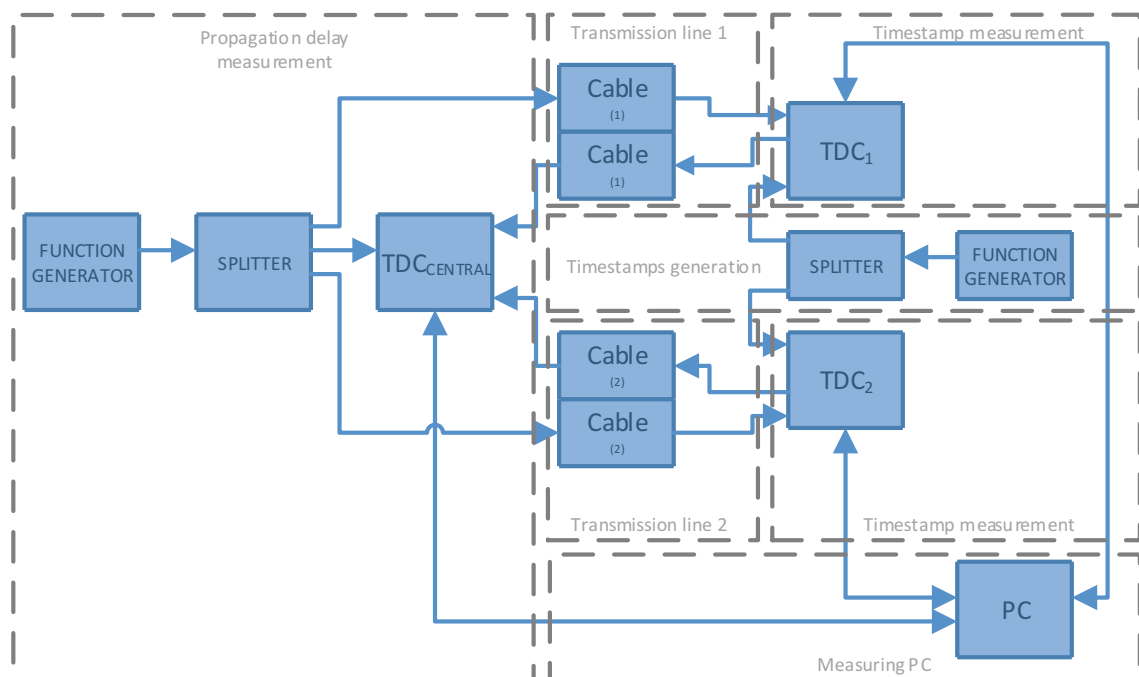 Propagation delay
measurement
Transmission line 1
Timestamp measurement
Cable
(1)
Cable
(1)
TDC₁
FUNCTION
GENERATOR
SPLITTER
TDC_CENTRAL
Timestamps generation
SPLITTER
FUNCTION
GENERATOR
Cable
(2)
Cable
(2)
TDC₂
Transmission line 2
Timestamp measurement
PC
Measuring PC